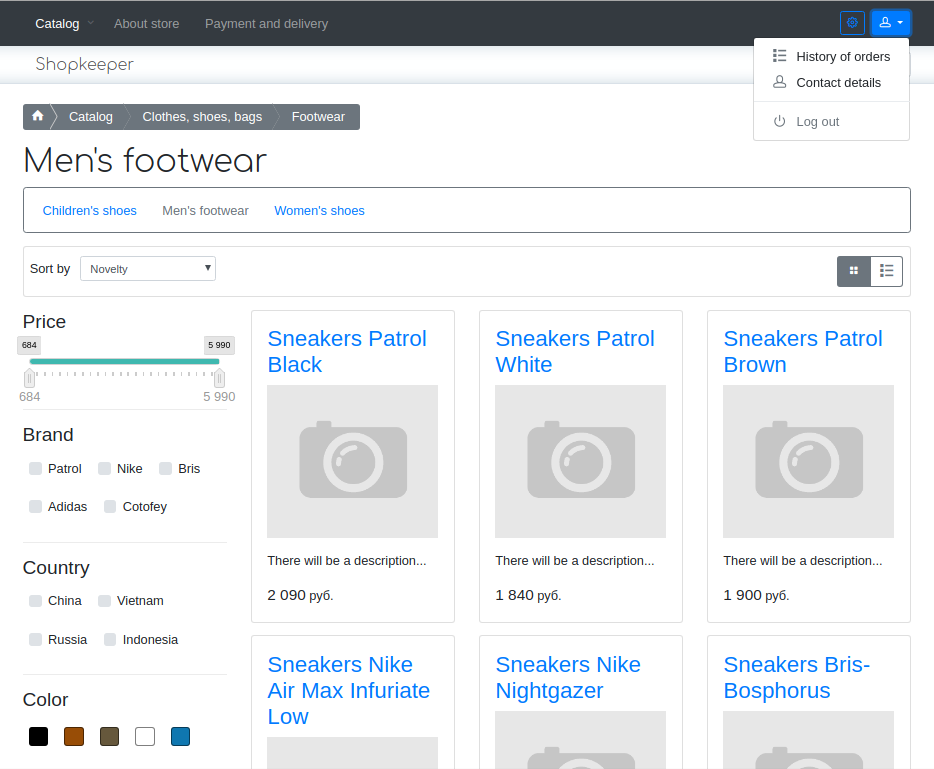 Catalog About store Payment and delivery
History of orders
Contact details
Log out
Shopkeeper
Catalog Clothes, shoes, bags Footwear
Men's footwear
Children's shoes Men's footwear Women's shoes
Sort by Novelty
Price
684 5 990
684 5 990
Brand
Patrol Nike Bris
Adidas Cotofey
Country
China Vietnam
Russia Indonesia
Color
Sneakers Patrol
Black
There will be a description...
2 090 руб.
Sneakers Patrol
White
There will be a description...
1 840 руб.
Sneakers Patrol
Brown
There will be a description...
1 900 руб.
Sneakers Nike
Air Max Infuriate
Low
Sneakers Nike
Nightgazer
Sneakers Bris-
Bosphorus